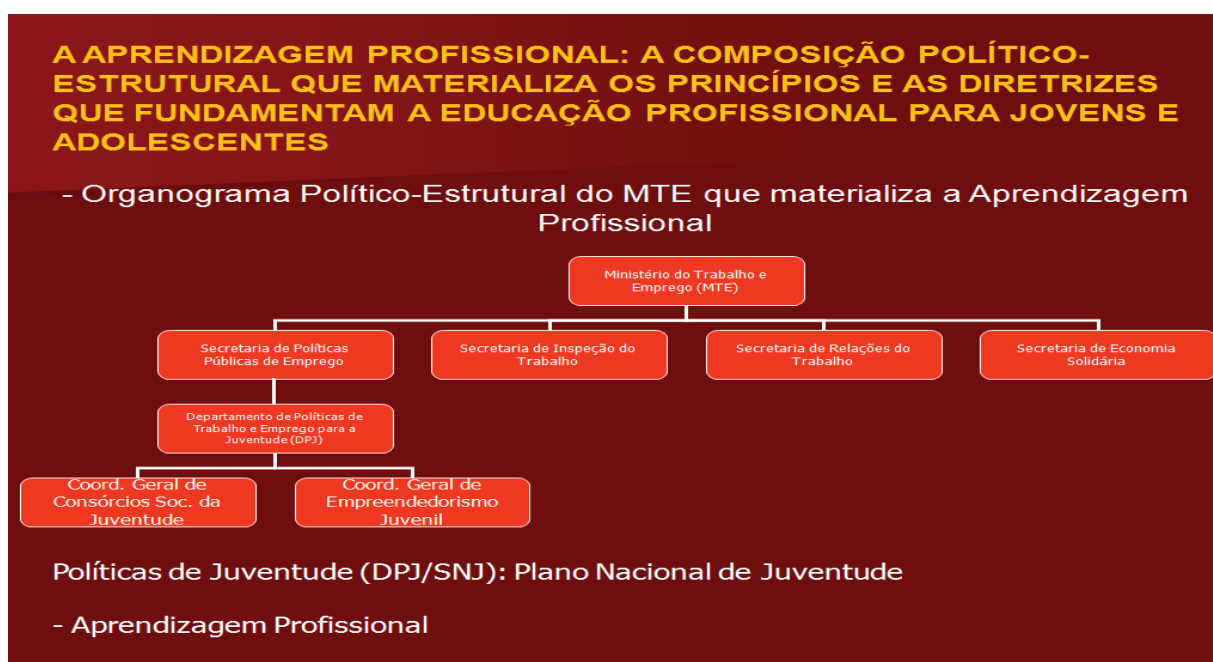 A APRENDIZAGEM PROFISSIONAL: A COMPOSIÇÃO POLÍTICO-
ESTRUTURAL QUE MATERIALIZA OS PRINCÍPIOS E AS DIRETRIZES
QUE FUNDAMENTAM A EDUCAÇÃO PROFISSIONAL PARA JOVENS E
ADOLESCENTES
- Organograma Político-Estrutural do MTE que materializa a Aprendizagem
Profissional
Ministério do Trabalho e
Emprego (MTE)
Secretaria de Políticas
Públicas de Emprego
Secretaria de Inspeção do
Trabalho
Secretaria de Relações do
Trabalho
Secretaria de Economia
Solidária
Departamento de Políticas de
Trabalho e Emprego para a
Juventude (DPJ)
Coord. Geral de
Consórcios Soc. da
Juventude
Coord. Geral de
Empreendedorismo
Juvenil
Políticas de Juventude (DPJ/SNJ): Plano Nacional de Juventude
- Aprendizagem Profissional